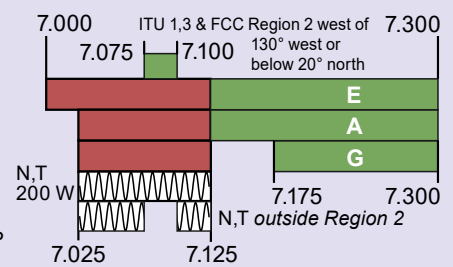 7.000 ITU 1,3 & FCC Region 2 west of 7.300
7.075 7.100 130° west or
below 20° north
E
A
G
N,T
200 W
7.175 7.300
N,T outside Region 2
7.025 7.125